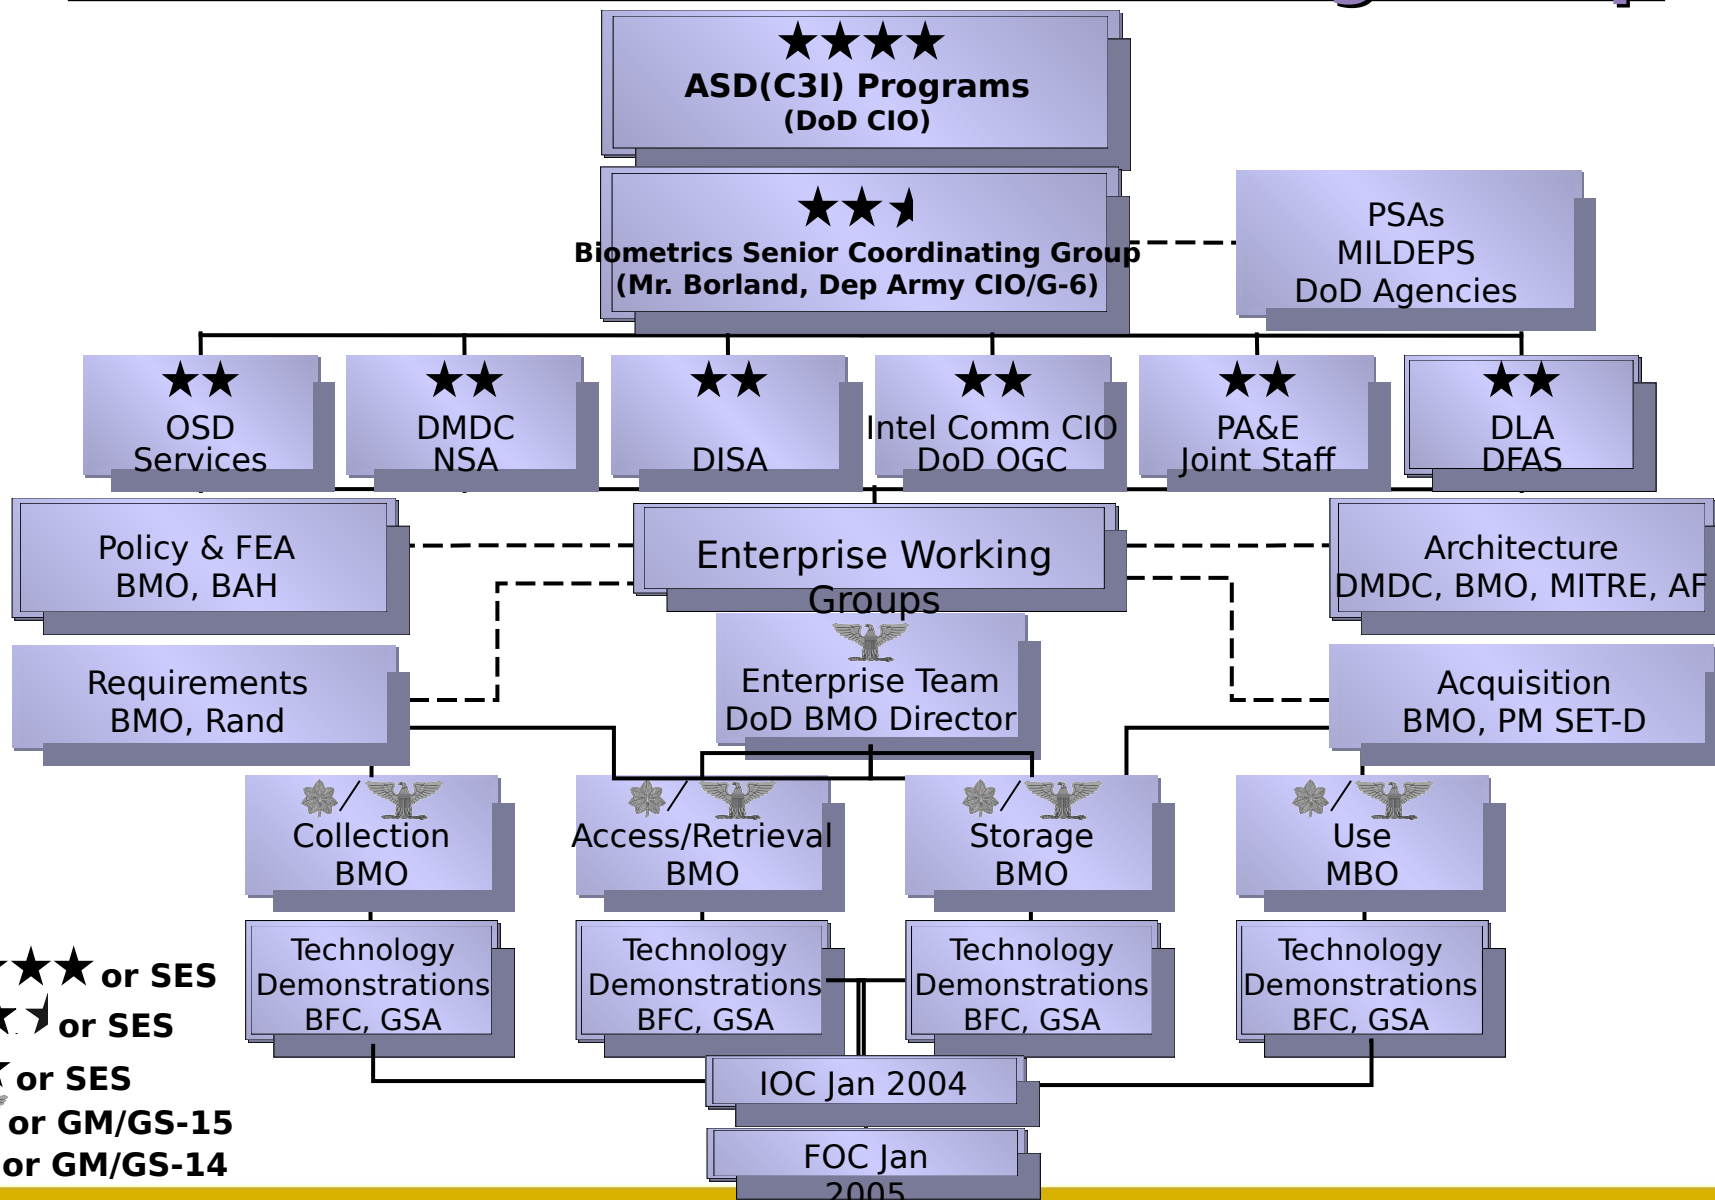 ASD(C3I) Programs
(DoD CIO)
Biometrics Senior Coordinating Group
(Mr. Borland, Dep Army CIO/G-6)
PSAs
MILDEPS
DoD Agencies
OSD
Services
DMDC
NSA
DISA
Intel Comm CIO
DoD OGC
PA&E
Joint Staff
DLA
DFAS
Policy & FEA
BMO, BAH
Enterprise Working
Groups
Architecture
DMDC, BMO, MITRE, AF
Requirements
BMO, Rand
Enterprise Team
DoD BMO Director
Acquisition
BMO, PM SET-D
/
Collection
BMO
/
Access/Retrieval
BMO
/
Storage
BMO
/
Use
MBO
Technology
Demonstrations
BFC, GSA
Technology
Demonstrations
BFC, GSA
Technology
Demonstrations
BFC, GSA
Technology
Demonstrations
BFC, GSA
or SES
or SES
or SES
or GM/GS-15
or GM/GS-14
IOC Jan 2004
FOC Jan
2005